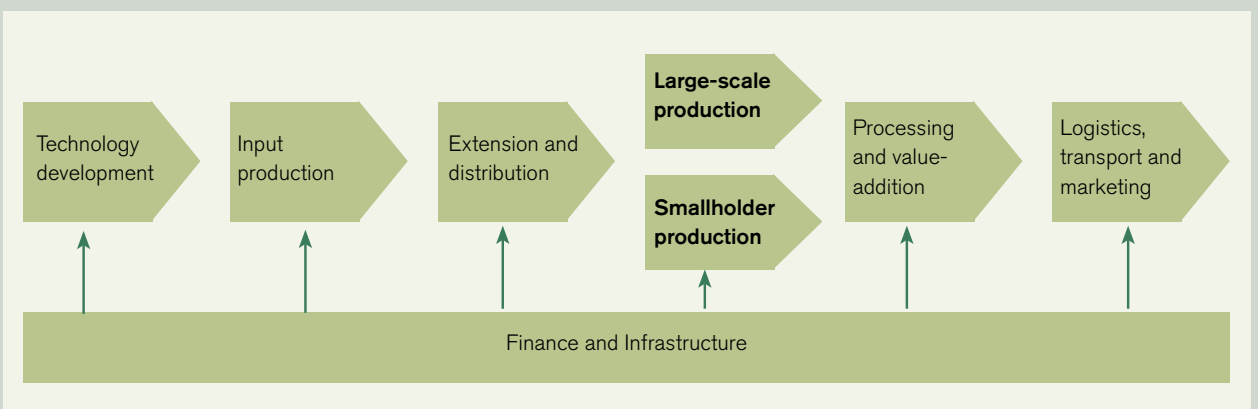 Technology
development
Input
production
Extension and
distribution
Large-scale
production
Smallholder
production
Processing
and value-
addition
Logistics,
transport and
marketing
Finance and Infrastructure